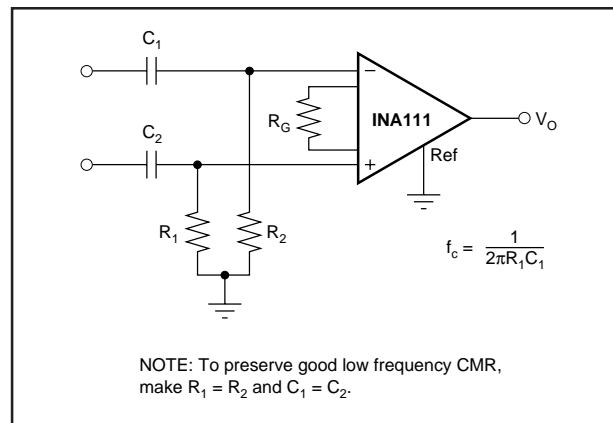 C1
C2
−
RG
INA111
VO
+
Ref
R1
R2
fc = 1 / 2πR1C1
NOTE: To preserve good low frequency CMR,
make R1 = R2 and C1 = C2.